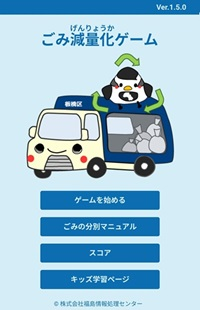 Ver.1.5.0
げんりょうか
ごみ減量化ゲーム
板橋区
ゲームを始める
ごみの分別マニュアル
スコア
キッズ学習ページ
© 株式会社福島情報処理センター